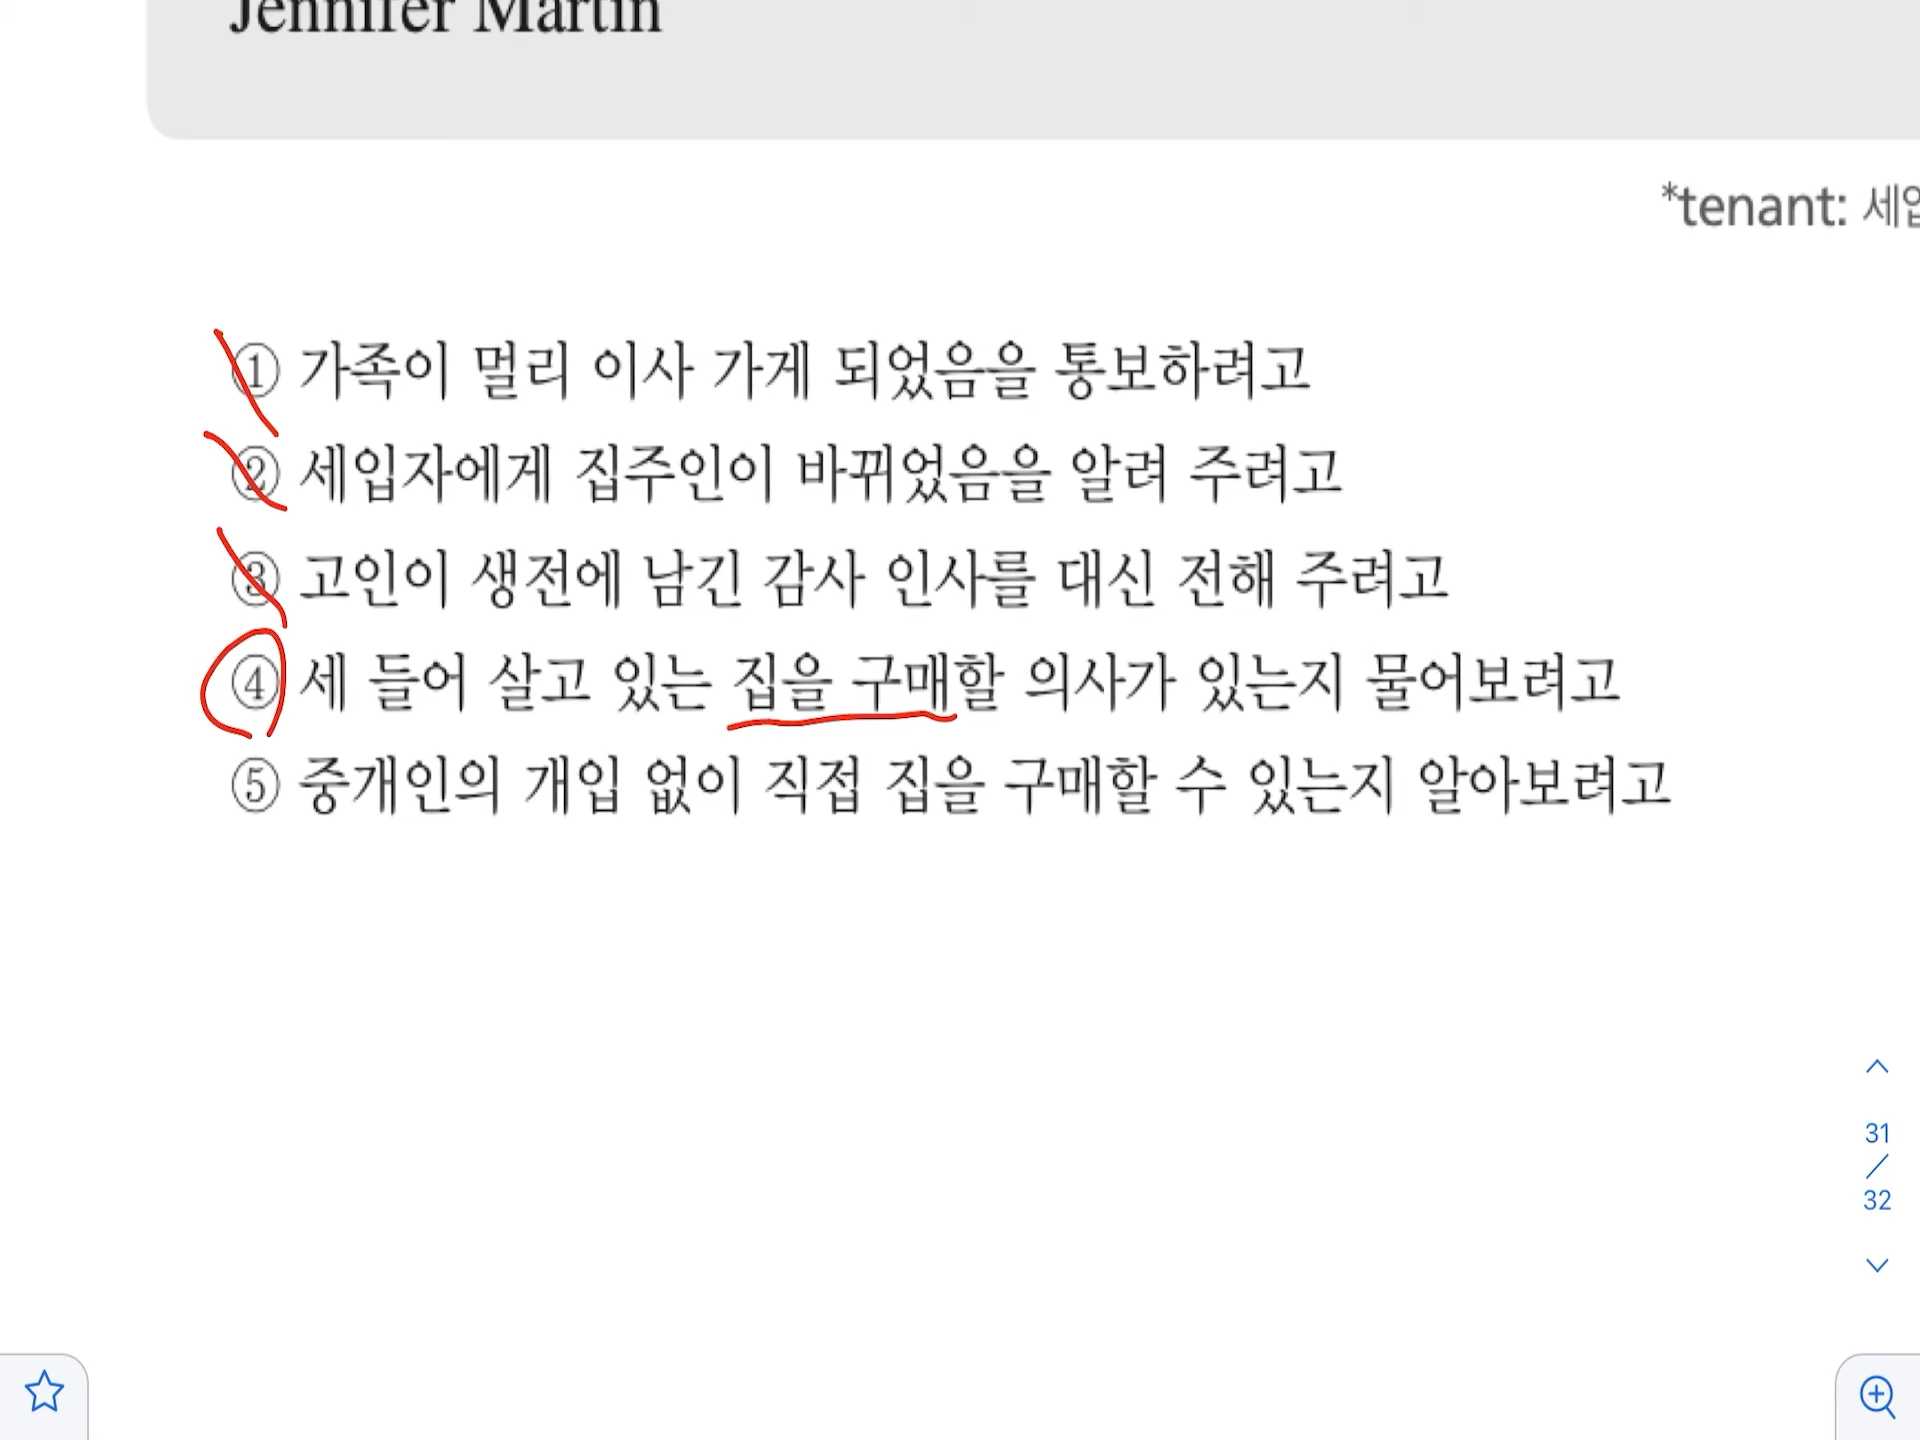 Jennifer Martin
*tenant: 세입
① 가족이 멀리 이사 가게 되었음을 통보하려고
② 세입자에게 집주인이 바뀌었음을 알려 주려고
③ 고인이 생전에 남긴 감사 인사를 대신 전해 주려고
④ 세 들어 살고 있는 집을 구매할 의사가 있는지 물어보려고
⑤ 중개인의 개입 없이 직접 집을 구매할 수 있는지 알아보려고
31
/
32